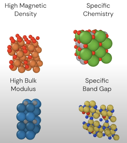 High Magnetic
Density
Specific
Chemistry
High Bulk
Modulus
Specific
Band Gap